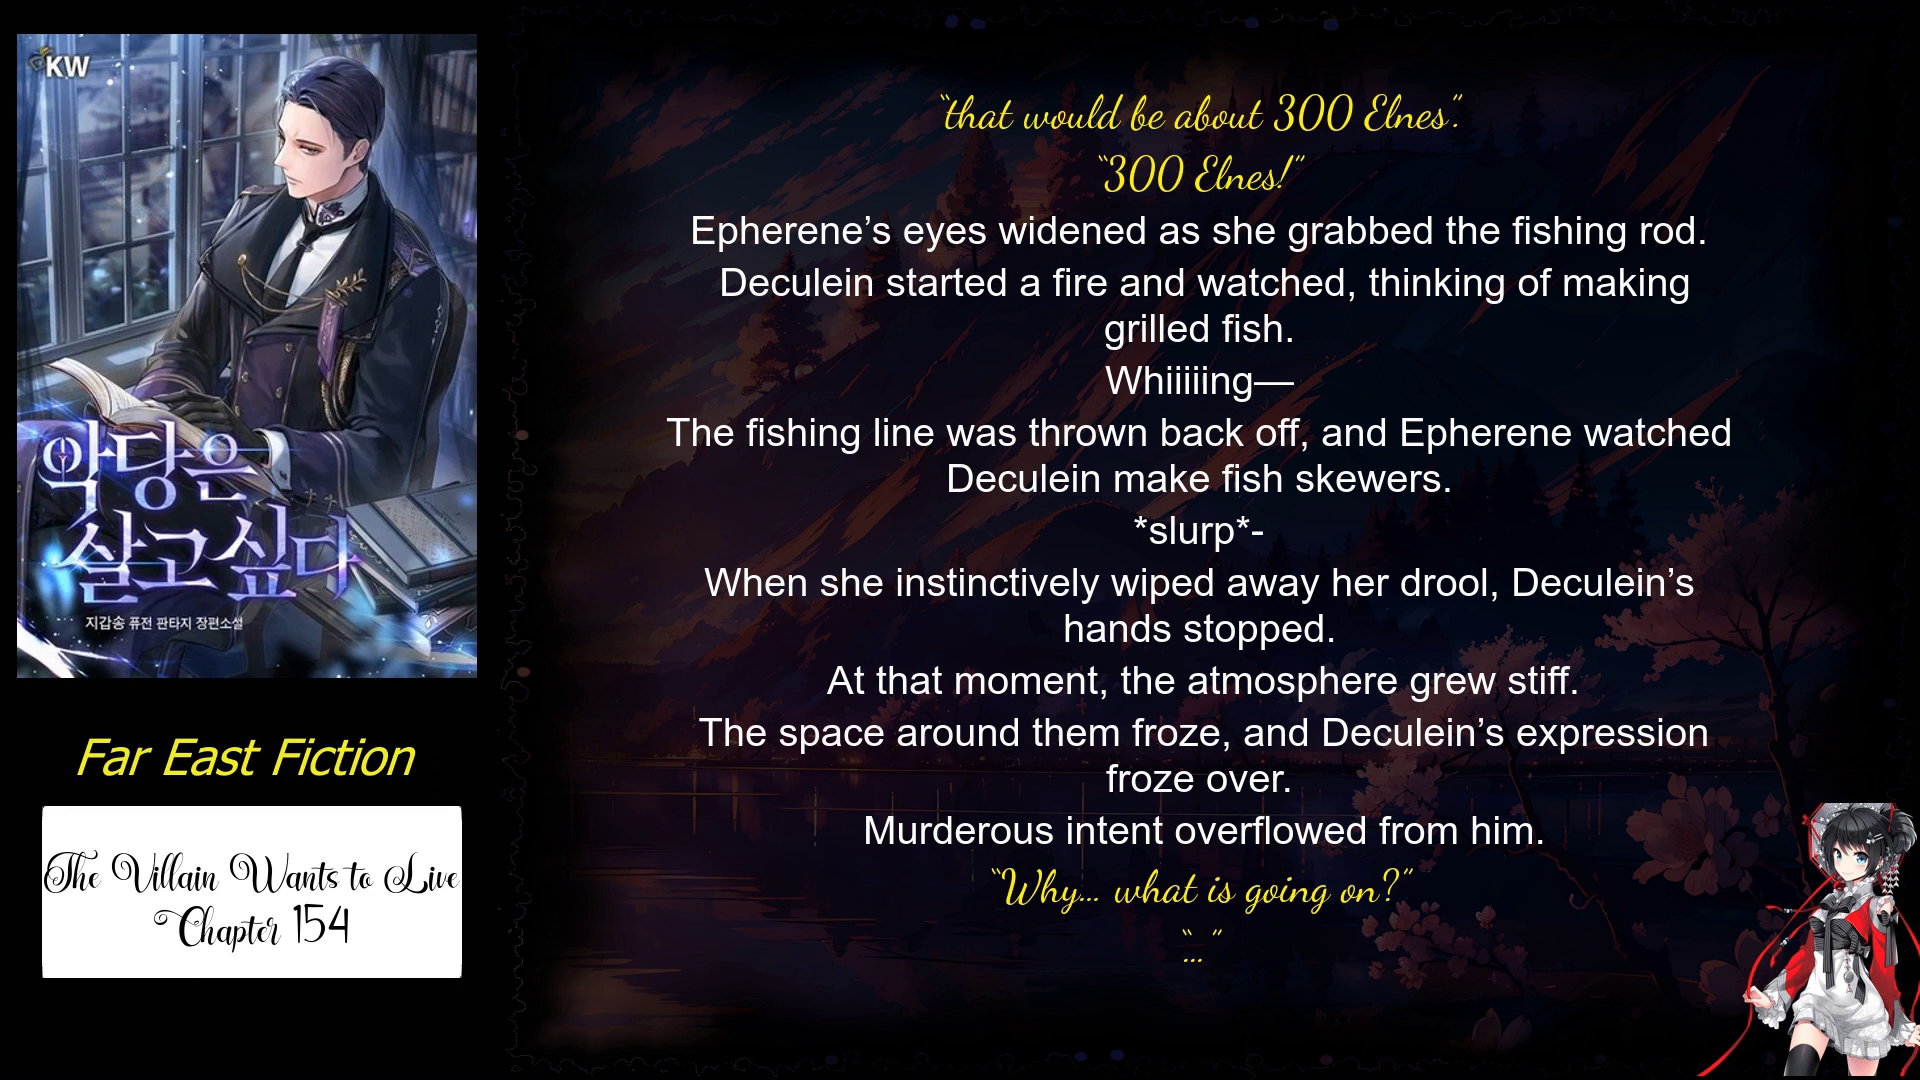 KW
악당은
살고싶다
지갑송 퓨전 판타지 장편소설
Far East Fiction
The Villain Wants to Live
Chapter 154
“that would be about 300 Elnes”.
“300 Elnes!”
Epherene’s eyes widened as she grabbed the fishing rod.
Deculein started a fire and watched, thinking of making
grilled fish.
Whiiiiing—
The fishing line was thrown back off, and Epherene watched
Deculein make fish skewers.
*slurp*-
When she instinctively wiped away her drool, Deculein’s
hands stopped.
At that moment, the atmosphere grew stiff.
The space around them froze, and Deculein’s expression
froze over.
Murderous intent overflowed from him.
“Why... what is going on?”
“... ”